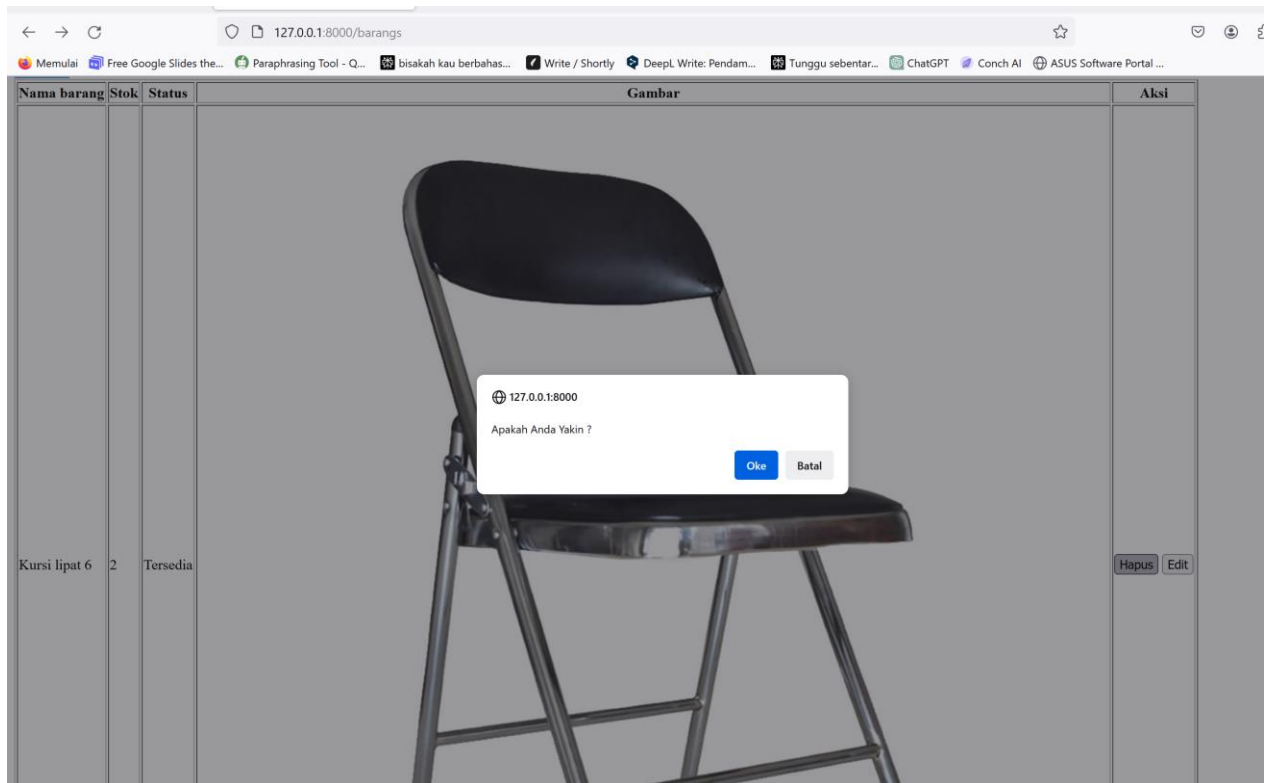 127.0.0.1:8000/barangs
Memulai Free Google Slides the... Paraphrasing Tool - Q... bisakah kau berbahas... Write / Shortly DeepL Write: Pendam... Tunggu sebentar... ChatGPT Conch AI ASUS Software Portal ...
Nama barang Stok Status Gambar Aksi
127.0.0.1:8000
Apakah Anda Yakin ?
Oke Batal
Kursi lipat 6 2 Tersedia Hapus Edit